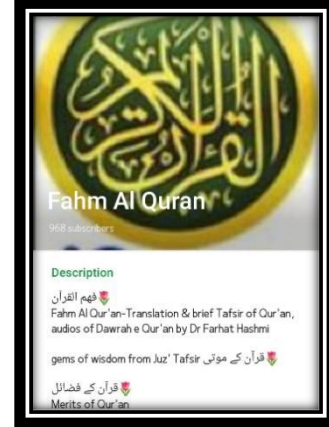 القرآن الكريم
Fahm Al Quran
968 subscribers
Description
🌷 فهم القرآن
Fahm Al Qur'an-Translation & brief Tafsir of Qur'an,
audios of Dawrah e Qur'an by Dr Farhat Hashmi
gems of wisdom from Juz' Tafsir قرآن کے موتی 🌷
🌷 قرآن کے فضائل
Merits of Qur'an